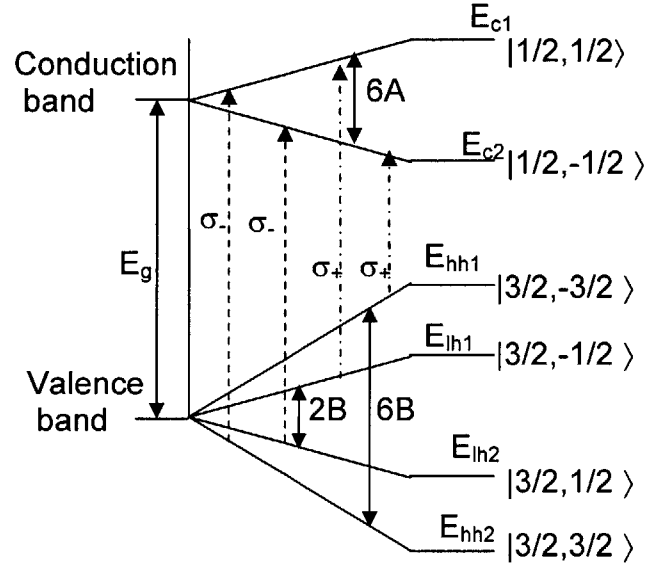 E_c1
|1/2,1/2⟩
Conduction
band
6A
E_c2
|1/2,-1/2 ⟩
σ-
σ-
σ+
σ+
E_g
E_hh1
|3/2,-3/2 ⟩
E_lh1
|3/2,-1/2 ⟩
Valence
band
2B
6B
E_lh2
|3/2,1/2 ⟩
E_hh2
|3/2,3/2 ⟩